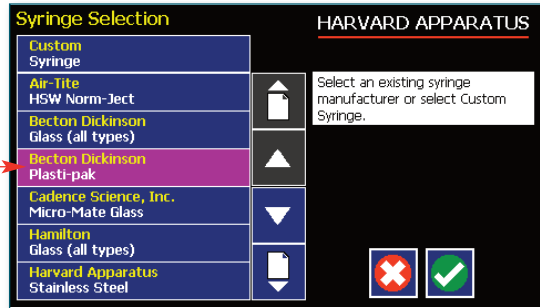 Syringe Selection
HARVARD APPARATUS
Custom
Syringe
Air-Tite
HSW Norm-Ject
Becton Dickinson
Glass (all types)
Becton Dickinson
Plasti-pak
Cadence Science, Inc.
Micro-Mate Glass
Hamilton
Glass (all types)
Harvard Apparatus
Stainless Steel
Select an existing syringe
manufacturer or select Custom
Syringe.